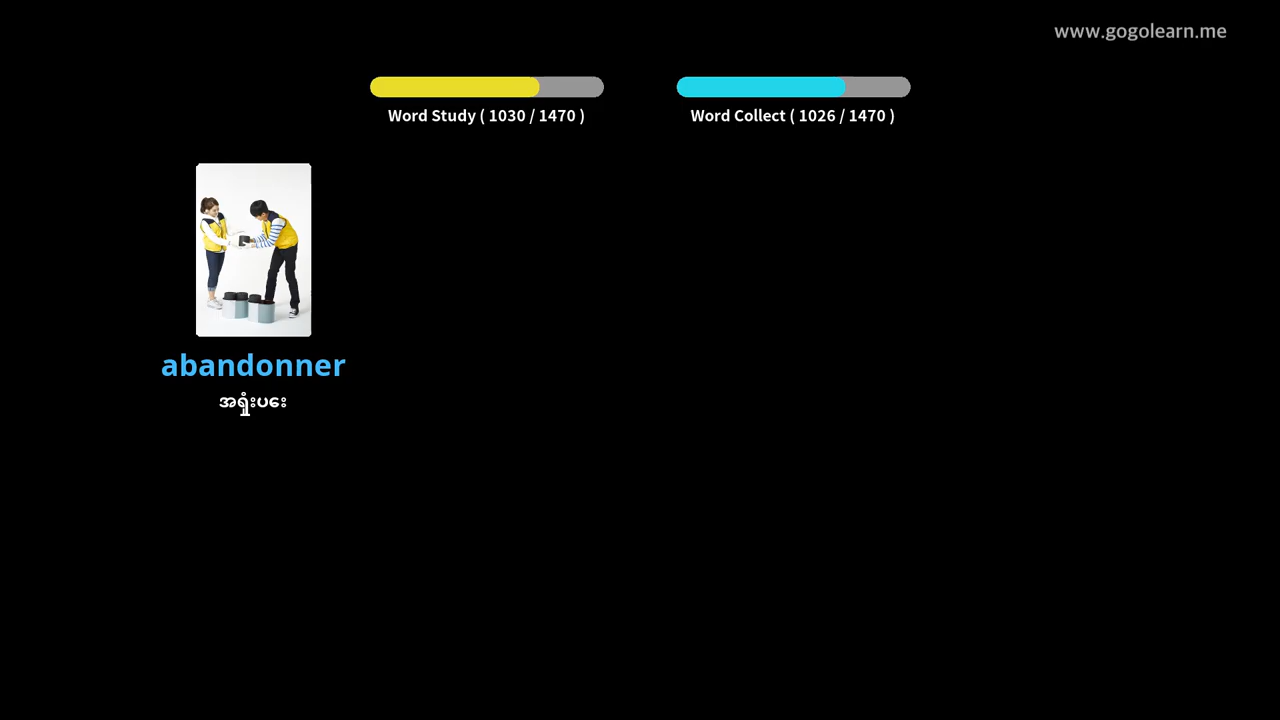 www.gogolearn.me
Word Study ( 1030 / 1470 )
Word Collect ( 1026 / 1470 )
abandonner
အရှုံးပေး